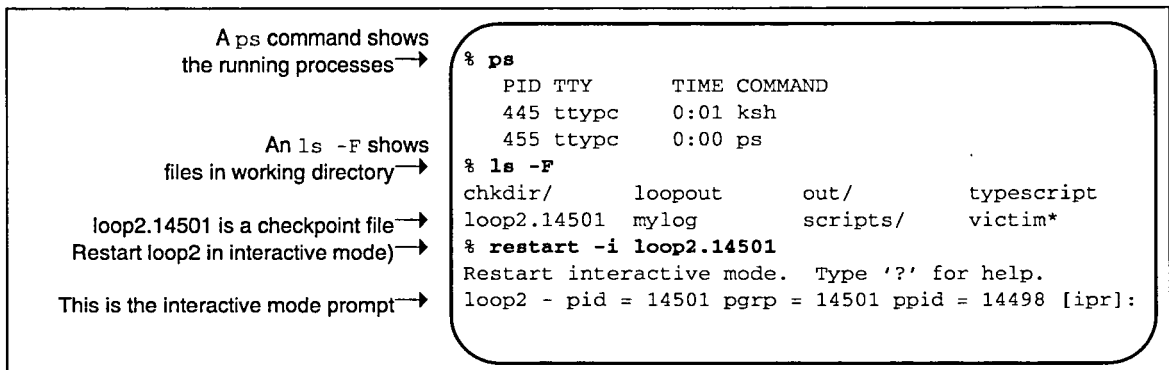 A ps command shows
the running processes→
An ls -F shows
files in working directory→
loop2.14501 is a checkpoint file→
Restart loop2 in interactive mode)→
This is the interactive mode prompt→
% ps
PID TTY TIME COMMAND
445 ttypc 0:01 ksh
455 ttypc 0:00 ps
% ls -F
chkdir/ loopout out/ typescript
loop2.14501 mylog scripts/ victim*
% restart -i loop2.14501
Restart interactive mode. Type '?' for help.
loop2 - pid = 14501 pgrp = 14501 ppid = 14498 [ipr]: